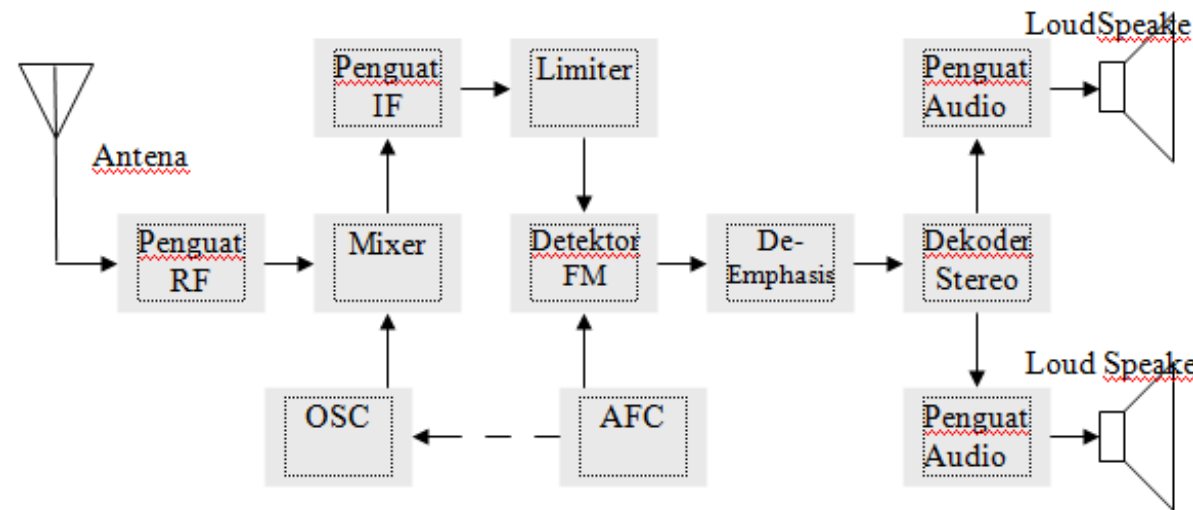 LoudSpeake
Penguat
IF
Limiter
Penguat
Audio
Antena
Penguat
RF
Mixer
Detektor
FM
De-
Emphasis
Dekoder
Stereo
Loud Speake
OSC
AFC
Penguat
Audio